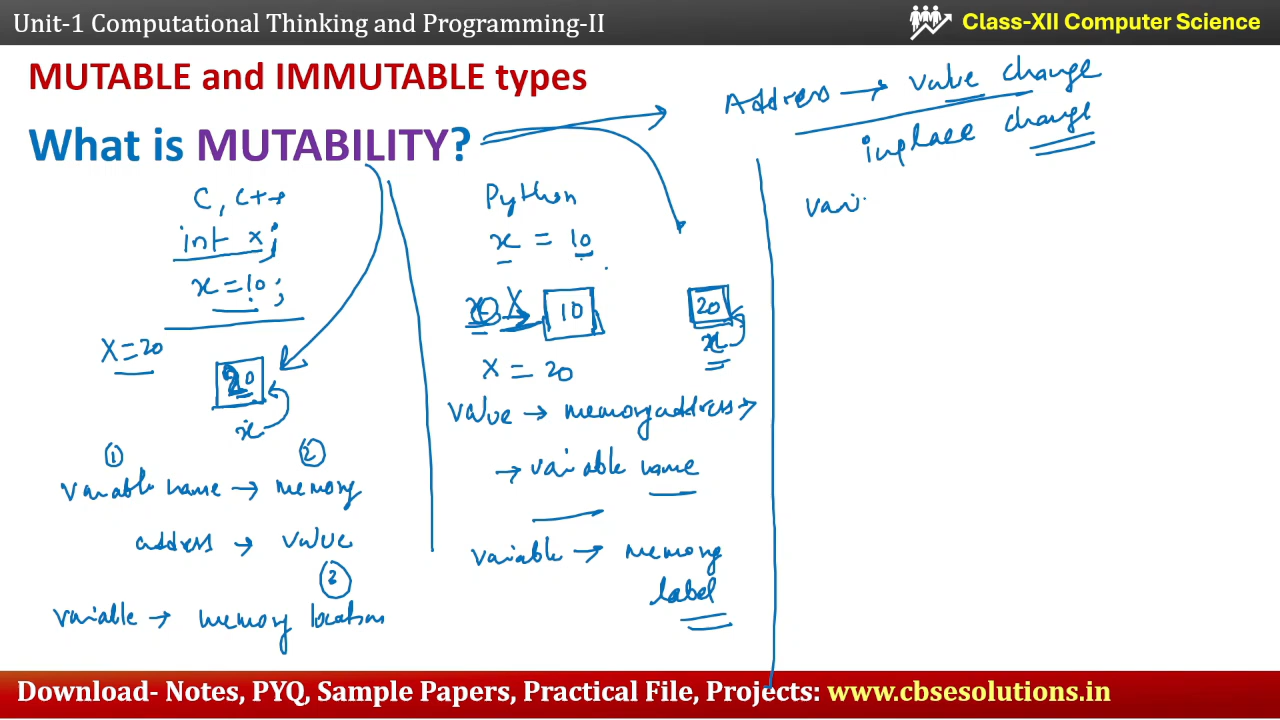 Unit-1 Computational Thinking and Programming-II
Class-XII Computer Science
MUTABLE and IMMUTABLE types
What is MUTABILITY?
Address → value change
inplace change
C, C++
int x;
x = 10;
X = 20
20
x
① ②
variable name → memory
address → value
③
variable → memory location
Python
x = 10
x 10
20
x
X = 20
value → memory address →
→ variable name
variable → memory
label
vari
Download- Notes, PYQ, Sample Papers, Practical File, Projects: www.cbsesolutions.in